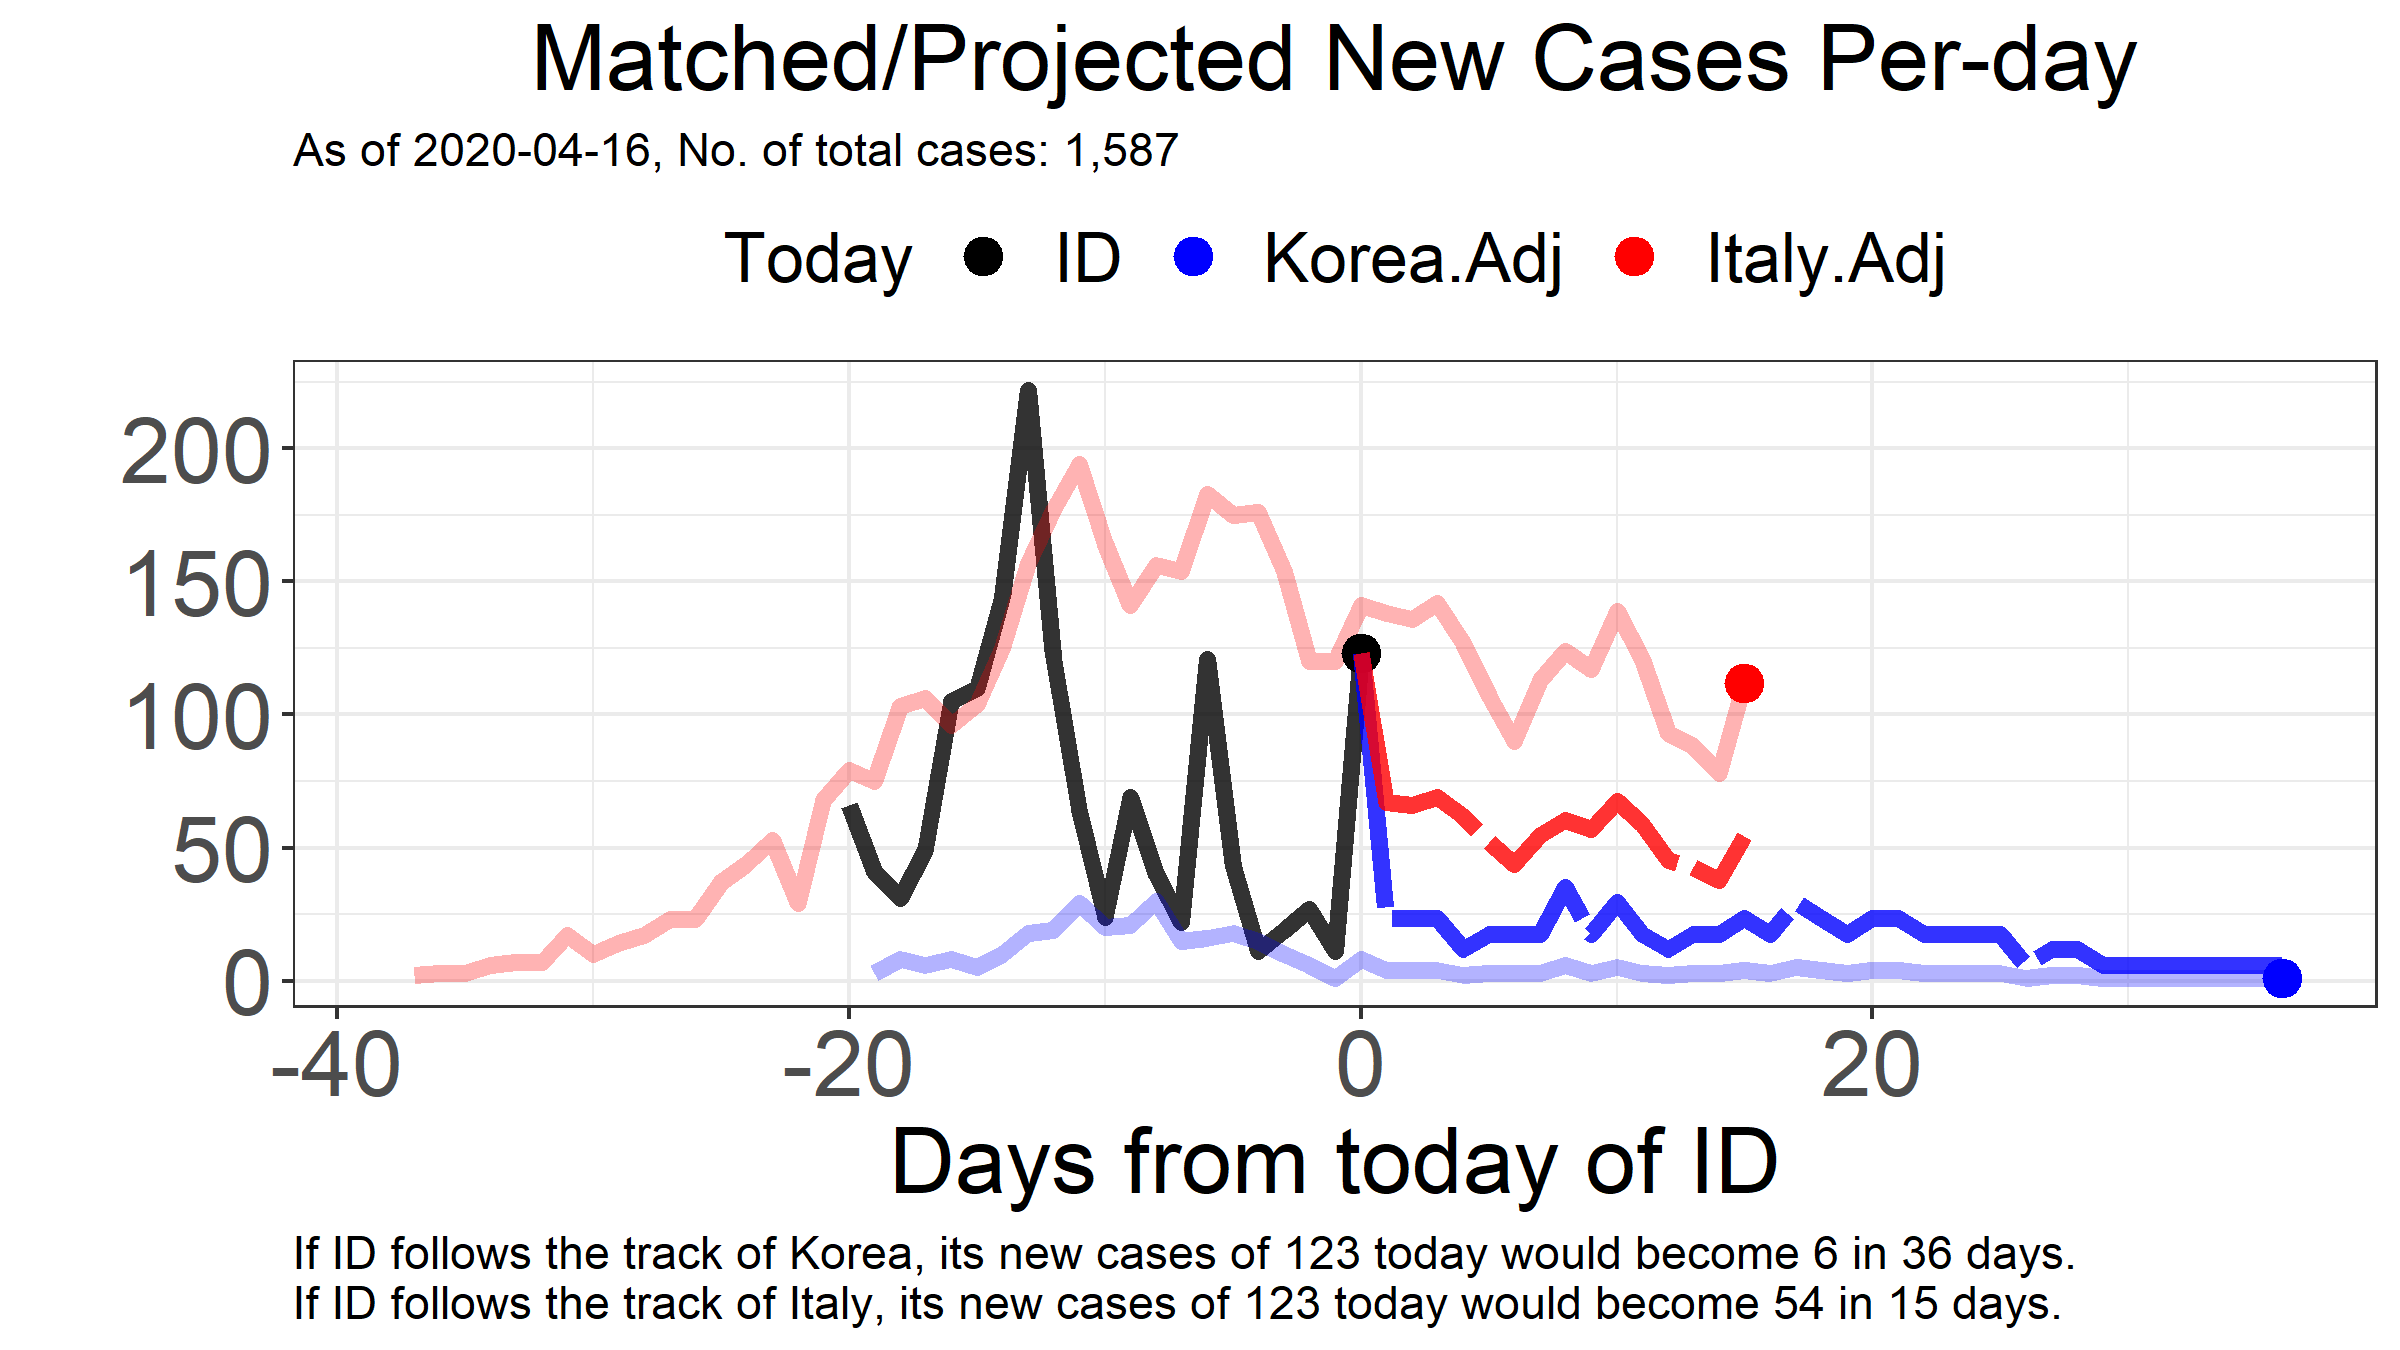 Matched/Projected New Cases Per-day
As of 2020-04-16, No. of total cases: 1,587
Today ID Korea.Adj Italy.Adj
200
150
100
50
0
-40 -20 0 20
Days from today of ID
If ID follows the track of Korea, its new cases of 123 today would become 6 in 36 days.
If ID follows the track of Italy, its new cases of 123 today would become 54 in 15 days.